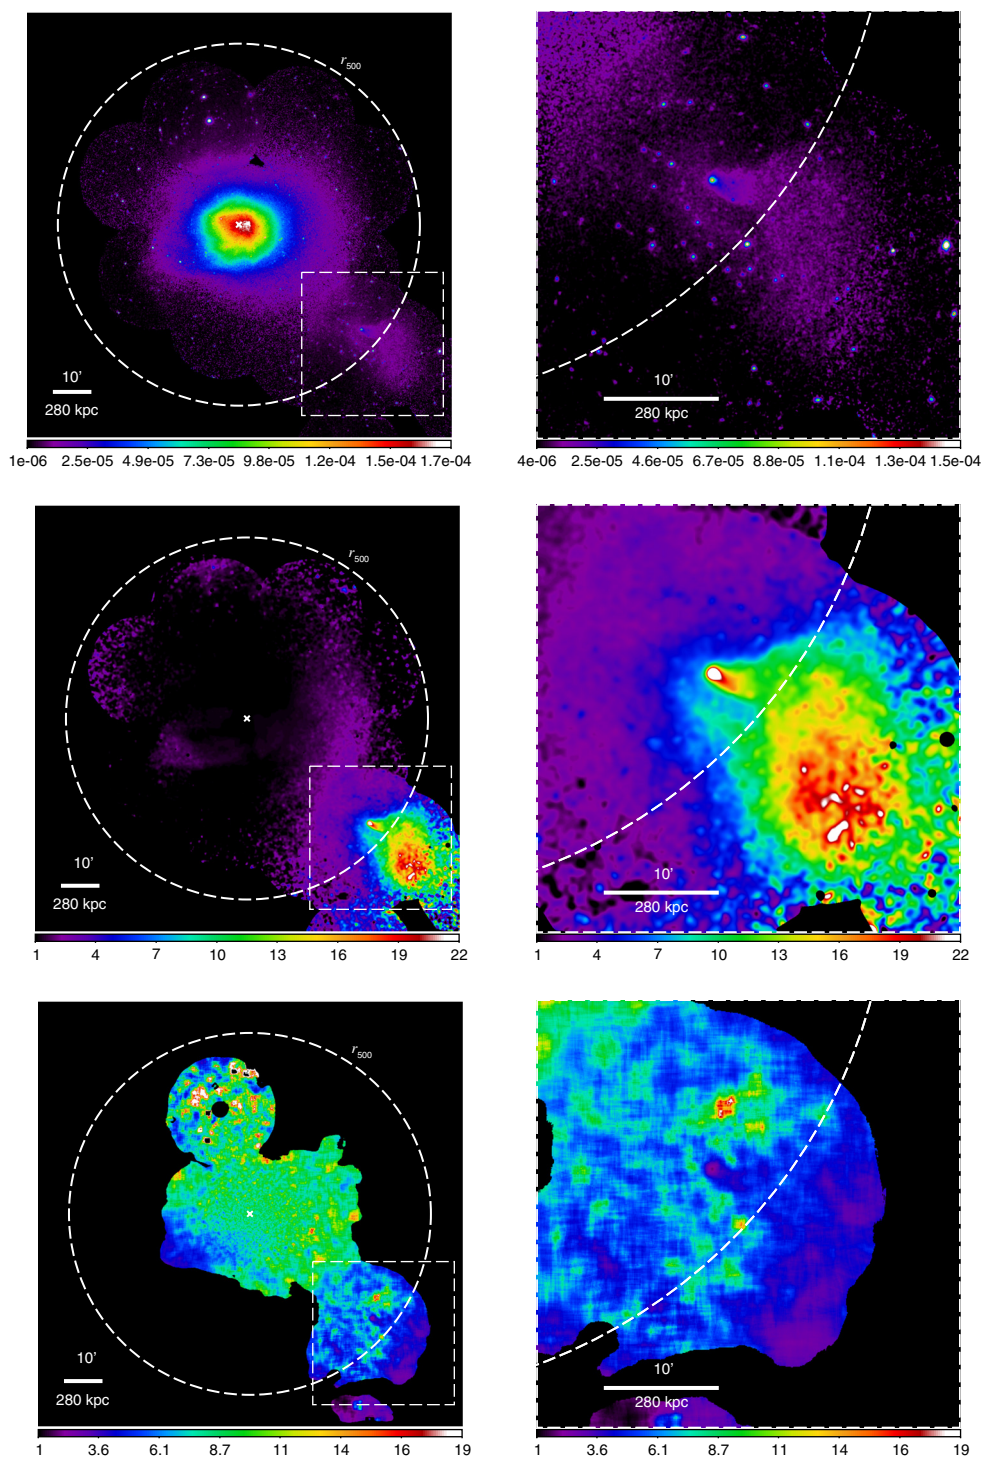 r500
10'
280 kpc
1e-06 2.5e-05 4.9e-05 7.3e-05 9.8e-05 1.2e-04 1.5e-04 1.7e-04
10'
280 kpc
4e-06 2.5e-05 4.6e-05 6.7e-05 8.8e-05 1.1e-04 1.3e-04 1.5e-04
r500
10'
280 kpc
1 4 7 10 13 16 19 22
10'
280 kpc
1 4 7 10 13 16 19 22
r500
10'
280 kpc
1 3.6 6.1 8.7 11 14 16 19
10'
280 kpc
1 3.6 6.1 8.7 11 14 16 19